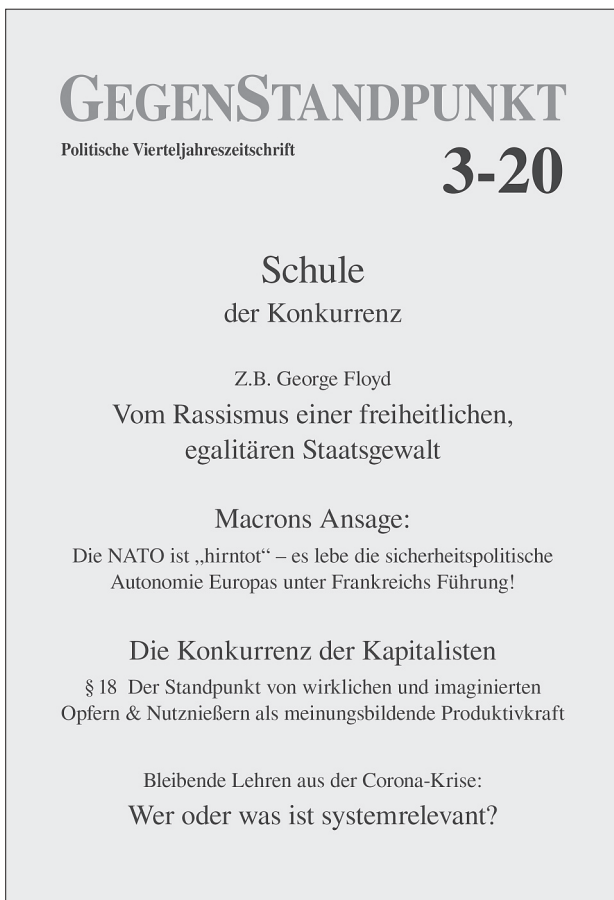 GEGENSTANDPUNKT
Politische Vierteljahreszeitschrift
3-20
Schule
der Konkurrenz
Z.B. George Floyd
Vom Rassismus einer freiheitlichen,
egalitären Staatsgewalt
Macrons Ansage:
Die NATO ist „hirntot“ – es lebe die sicherheitspolitische
Autonomie Europas unter Frankreichs Führung!
Die Konkurrenz der Kapitalisten
§ 18 Der Standpunkt von wirklichen und imaginierten
Opfern & Nutznießern als meinungsbildende Produktivkraft
Bleibende Lehren aus der Corona-Krise:
Wer oder was ist systemrelevant?